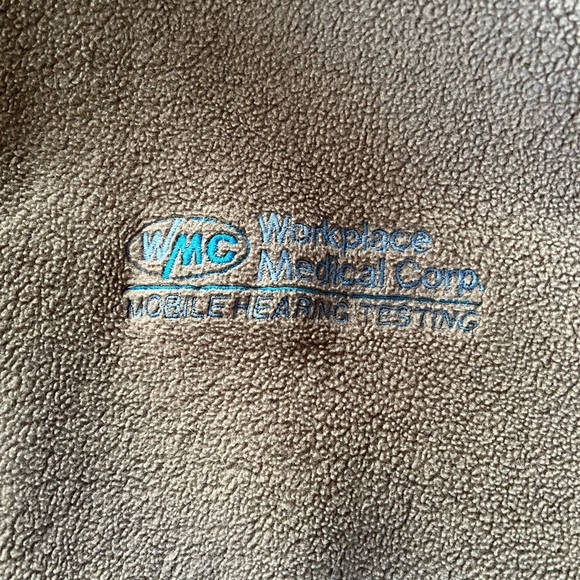 WMC
Workplace
Medical Corp.
MOBILE HEARING TESTING